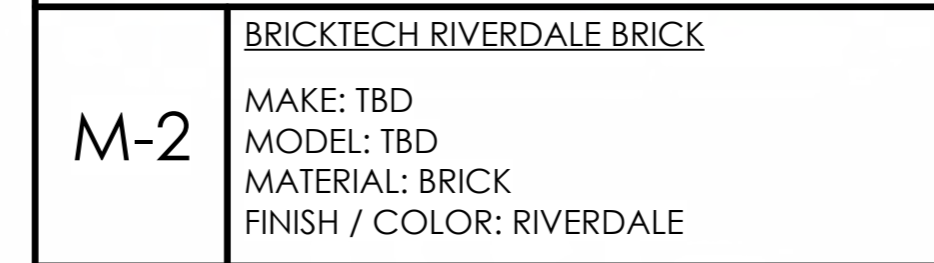 M-2
BRICKTECH RIVERDALE BRICK
MAKE: TBD
MODEL: TBD
MATERIAL: BRICK
FINISH / COLOR: RIVERDALE